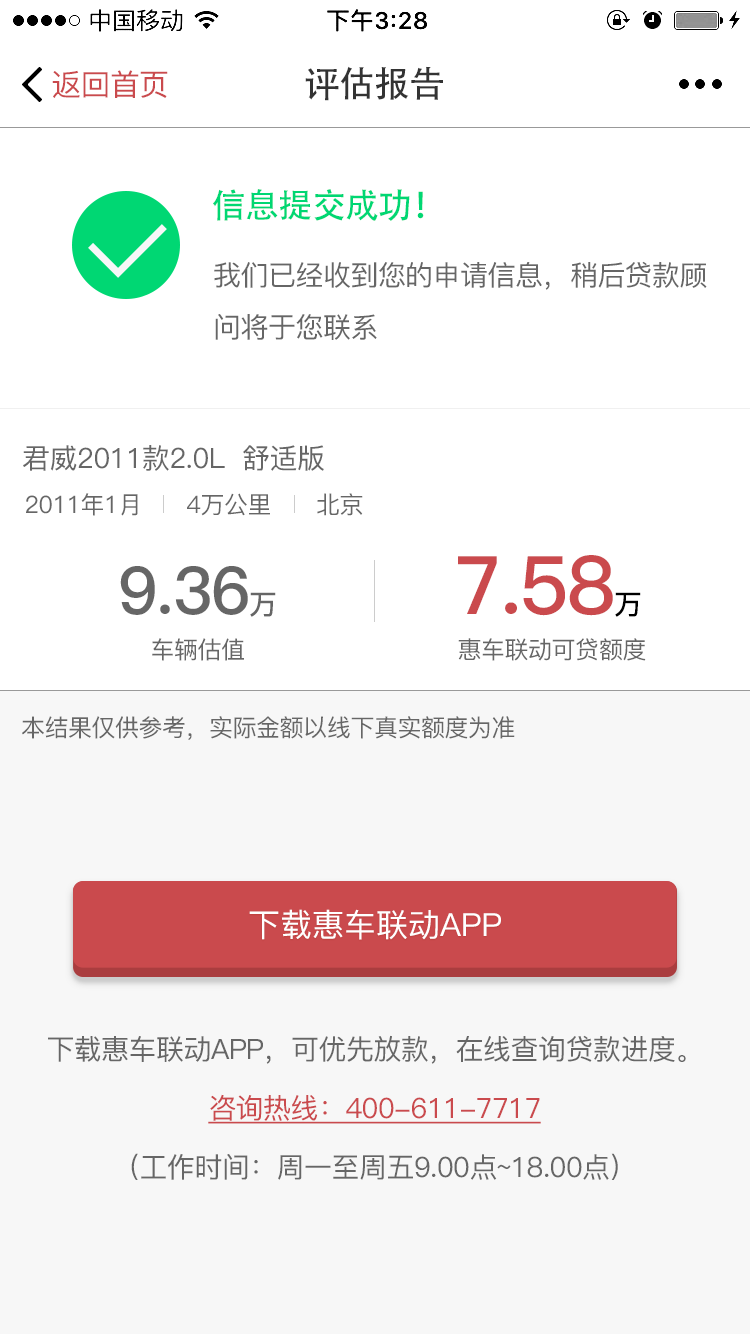 中国移动 下午3:28
返回首页 评估报告
信息提交成功!
我们已经收到您的申请信息，稍后贷款顾
问将于您联系
君威2011款2.0L 舒适版
2011年1月 4万公里 北京
9.36万 7.58万
车辆估值 惠车联动可贷额度
本结果仅供参考，实际金额以线下真实额度为准
下载惠车联动APP
下载惠车联动APP，可优先放款，在线查询贷款进度。
咨询热线：400-611-7717
（工作时间：周一至周五9.00点~18.00点）